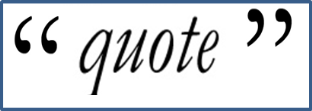 “ quote ”